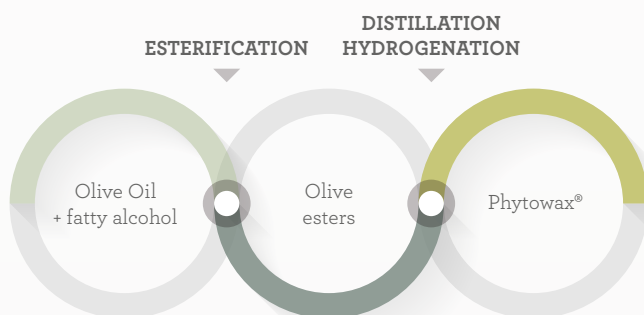 ESTERIFICATION
DISTILLATION
HYDROGENATION
Olive Oil
+ fatty alcohol
Olive
esters
Phytowax®